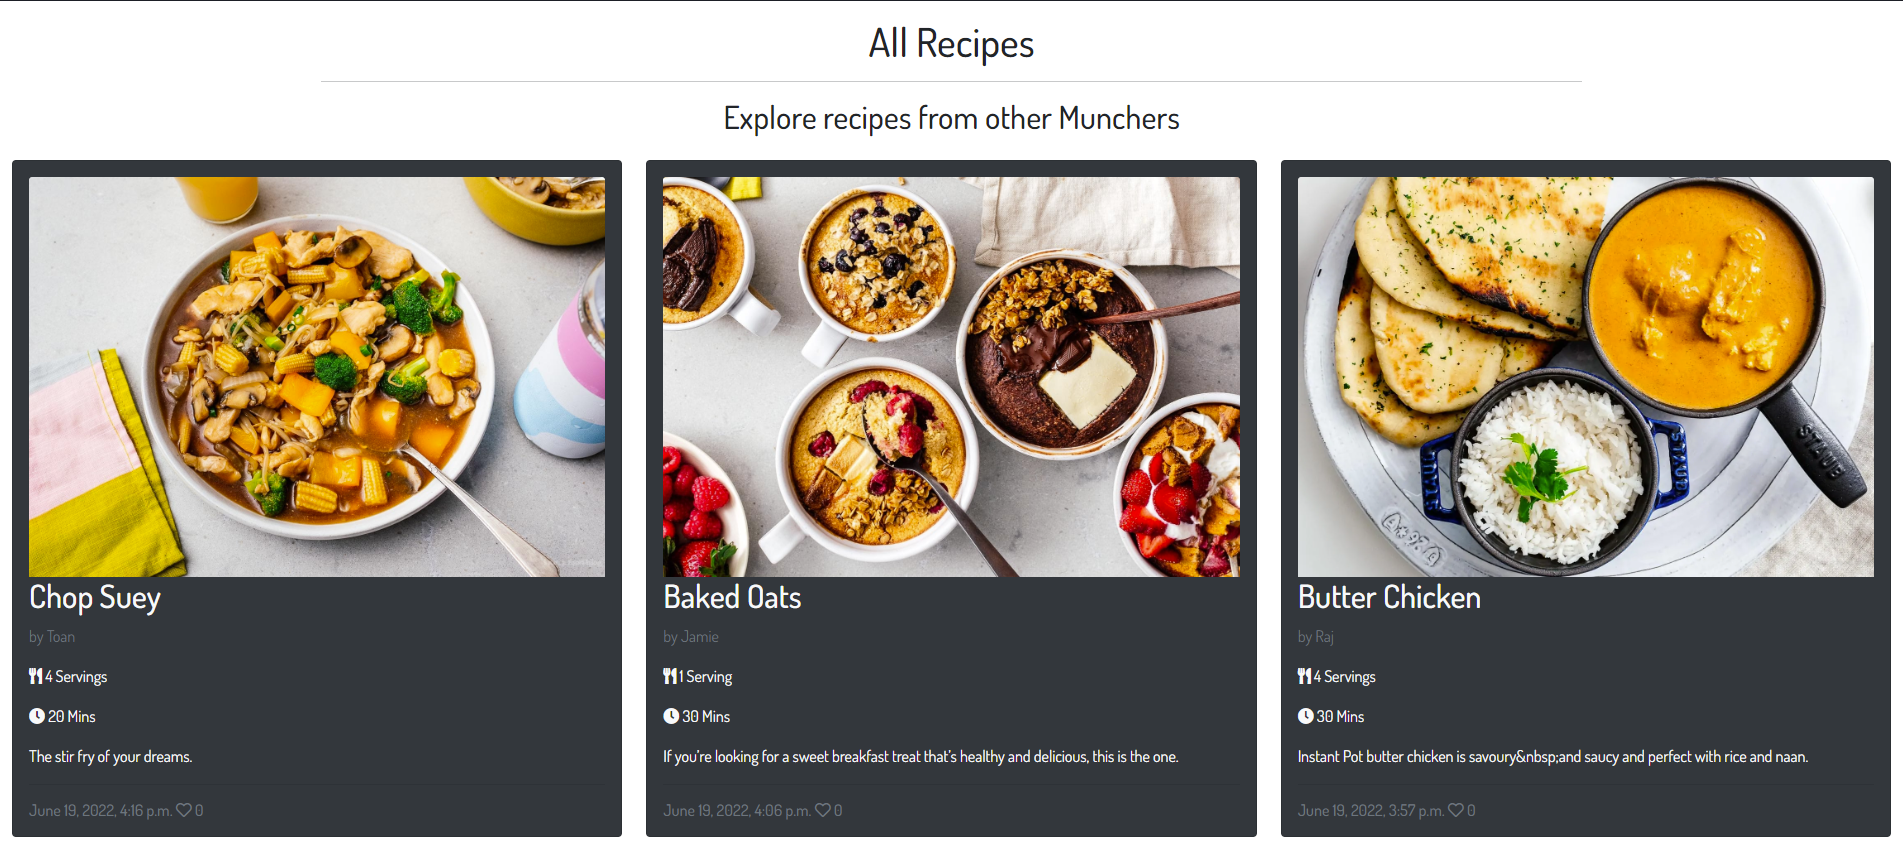 All Recipes
Explore recipes from other Munchers
Chop Suey
by Toan
4 Servings
20 Mins
The stir fry of your dreams.
June 19, 2022, 4:16 p.m. 0
Baked Oats
by Jamie
1 Serving
30 Mins
If you're looking for a sweet breakfast treat that's healthy and delicious, this is the one.
June 19, 2022, 4:06 p.m. 0
STAUB
STAUB
Butter Chicken
by Raj
4 Servings
30 Mins
Instant Pot butter chicken is savoury&nbsp;and saucy and perfect with rice and naan.
June 19, 2022, 3:57 p.m. 0